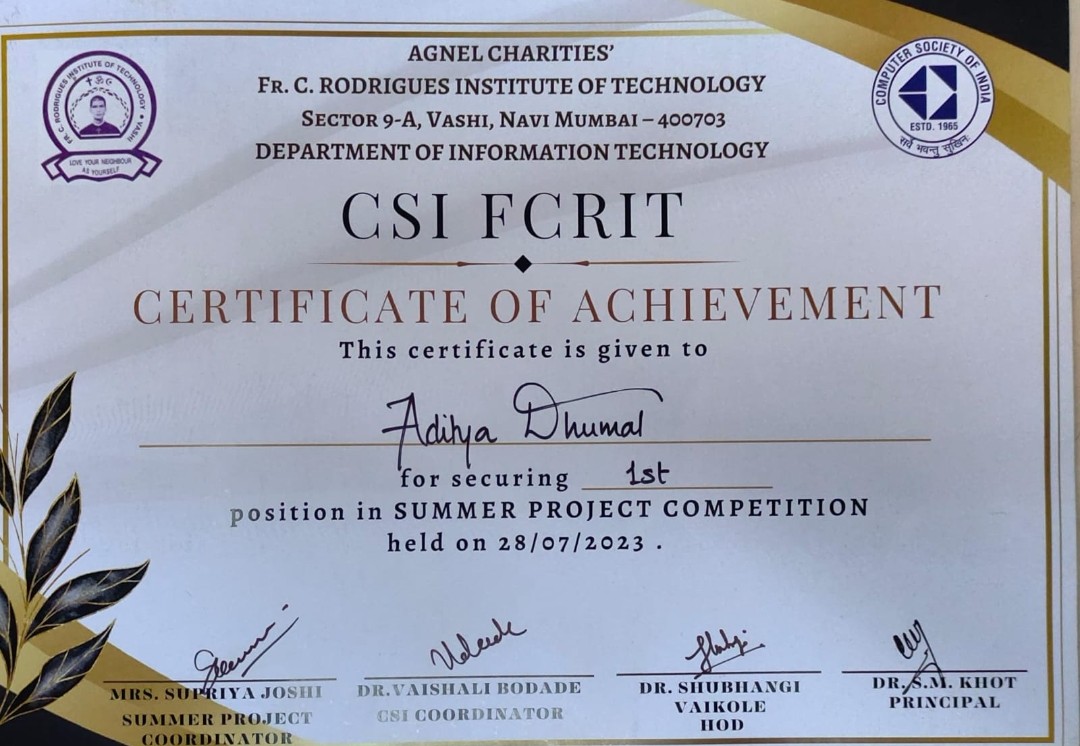 AGNEL CHARITIES'
FR. C. RODRIGUES INSTITUTE OF TECHNOLOGY
SECTOR 9-A, VASHI, NAVI MUMBAI – 400703
DEPARTMENT OF INFORMATION TECHNOLOGY
FR. C. RODRIGUES INSTITUTE OF TECHNOLOGY • VASHI •
LOVE YOUR NEIGHBOUR
AS YOURSELF
COMPUTER SOCIETY OF INDIA
ESTD. 1965
सर्वे भवन्तु सुखिनः
CSI FCRIT
CERTIFICATE OF ACHIEVEMENT
This certificate is given to
Aditya Dhumal
for securing 1st
position in SUMMER PROJECT COMPETITION
held on 28/07/2023 .
MRS. SUPRIYA JOSHI
SUMMER PROJECT
COORDINATOR
DR.VAISHALI BODADE
CSI COORDINATOR
DR. SHUBHANGI
VAIKOLE
HOD
DR. S.M. KHOT
PRINCIPAL